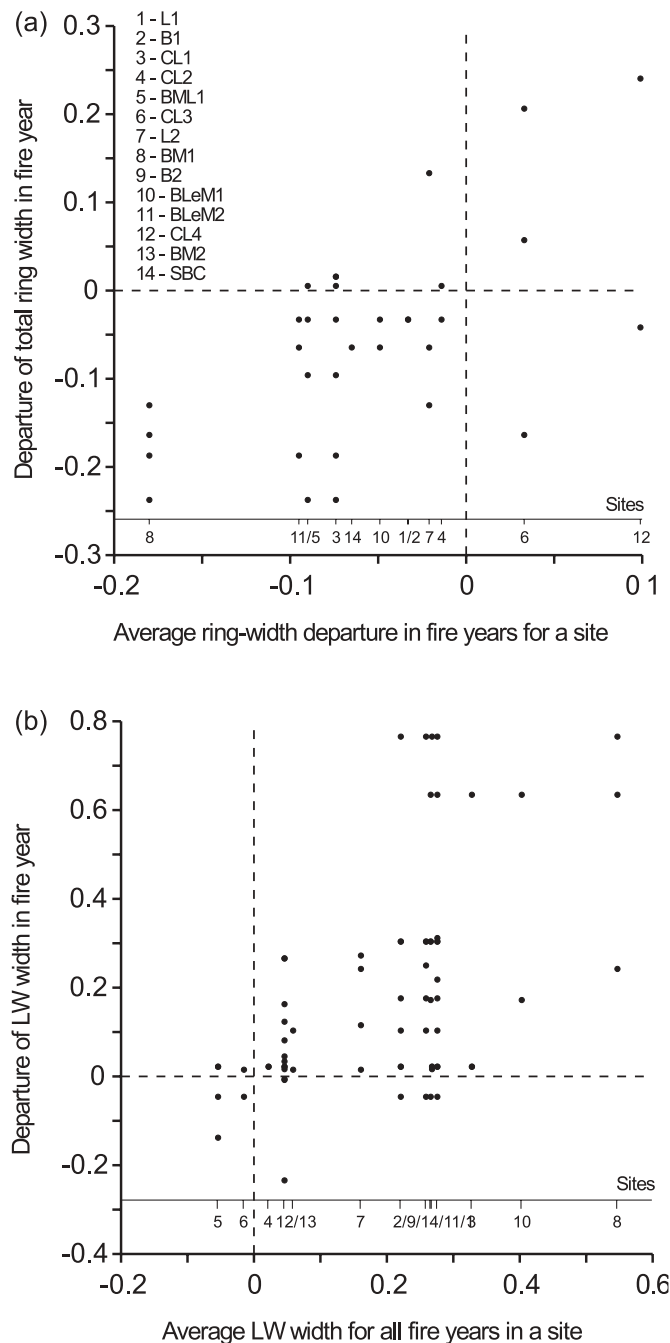 (a)
0.3
0.2
0.1
0
-0.1
-0.2
-0.3
Departure of total ring width in fire year
1 - L1
2 - B1
3 - CL1
4 - CL2
5 - BML1
6 - CL3
7 - L2
8 - BM1
9 - B2
10 - BLeM1
11 - BLeM2
12 - CL4
13 - BM2
14 - SBC
Sites
8 11/5 3 14 10 1/2 7 4 6 12
-0.2 -0.1 0 0 1
Average ring-width departure in fire years for a site
(b)
0.8
0.6
0.4
0.2
0
-0.2
-0.4
Departure of LW width in fire year
Sites
5 6 4 12/13 7 2/9/14/11/1 3 10 8
-0.2 0 0.2 0.4 0.6
Average LW width for all fire years in a site